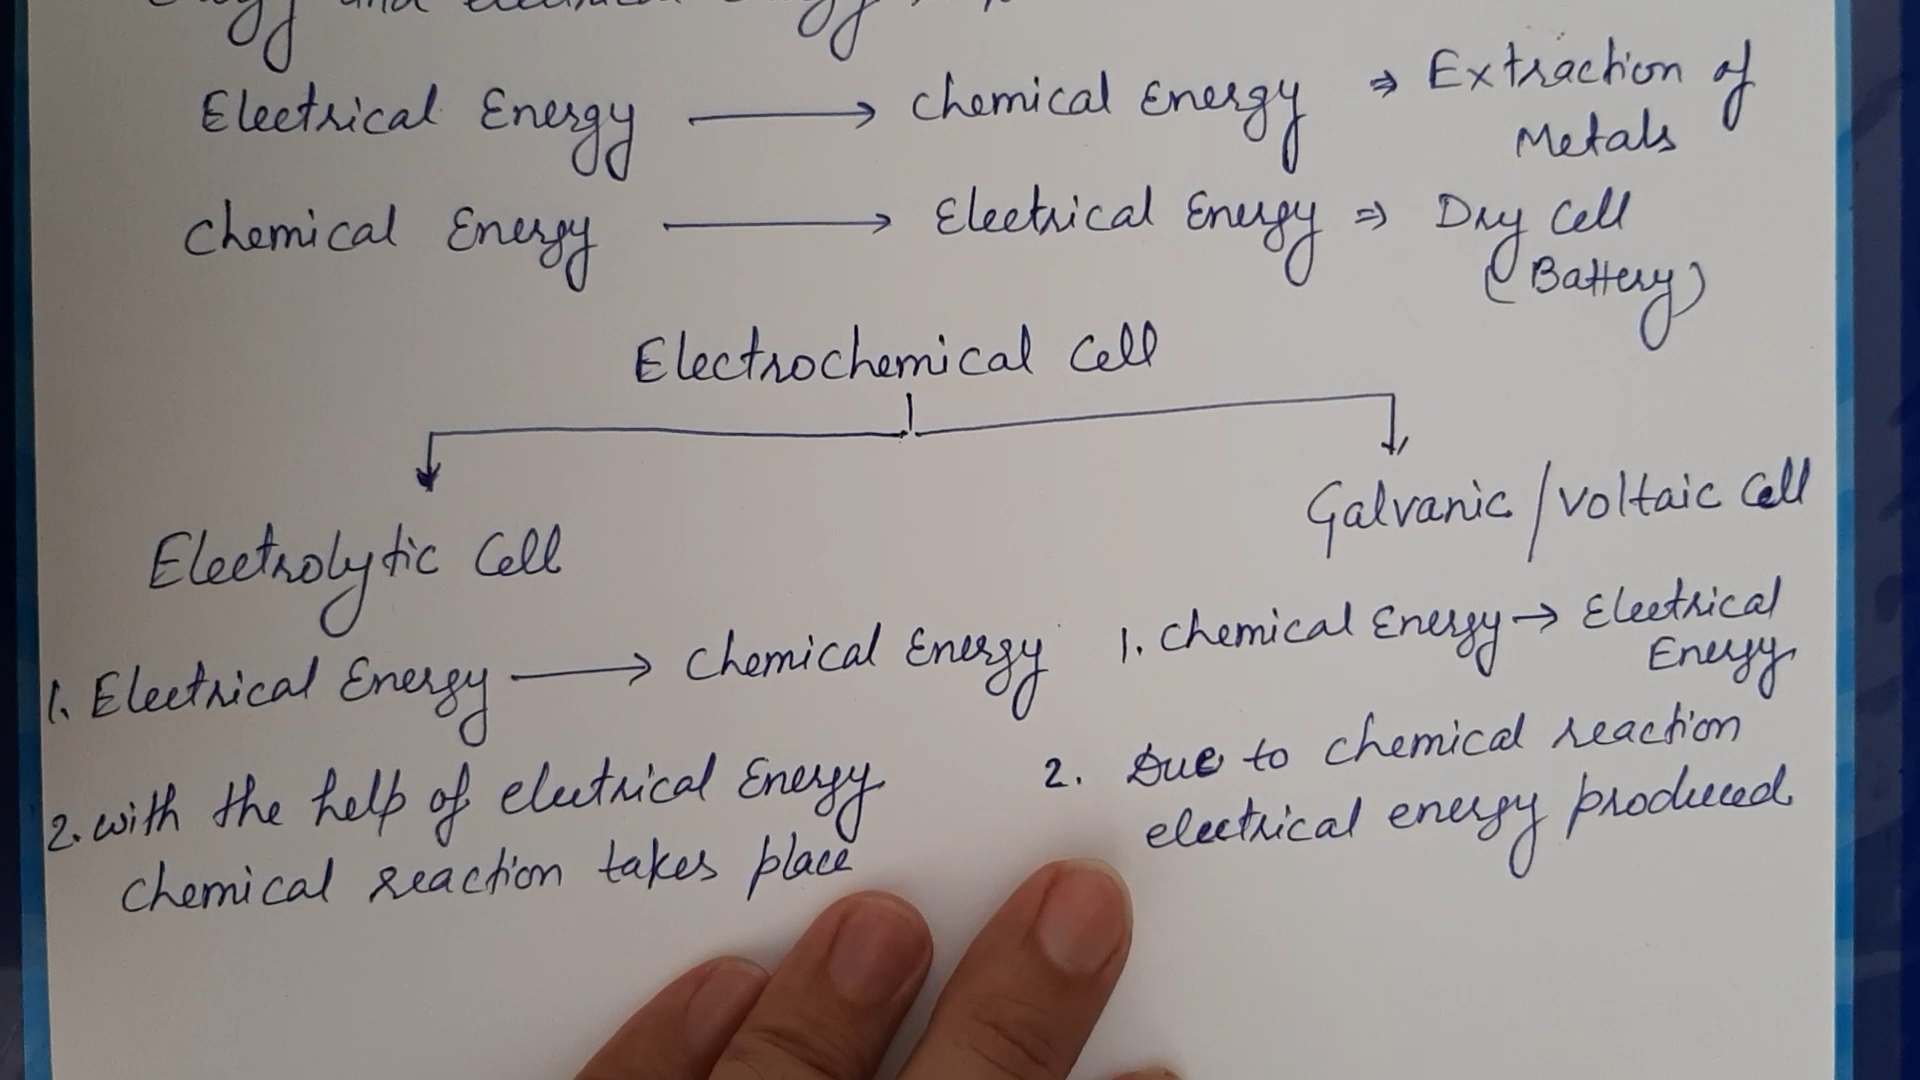 and electrical
Electrical Energy → Chemical Energy ⇒ Extraction of
Metals
Chemical Energy → Electrical Energy ⇒ Dry Cell
(Battery)
Electrochemical Cell
Galvanic / Voltaic Cell
Electrolytic Cell
1. Electrical Energy → Chemical Energy
2. with the help of electrical Energy
chemical reaction takes place
1. Chemical Energy → Electrical
Energy
2. Due to chemical reaction
electrical energy produced